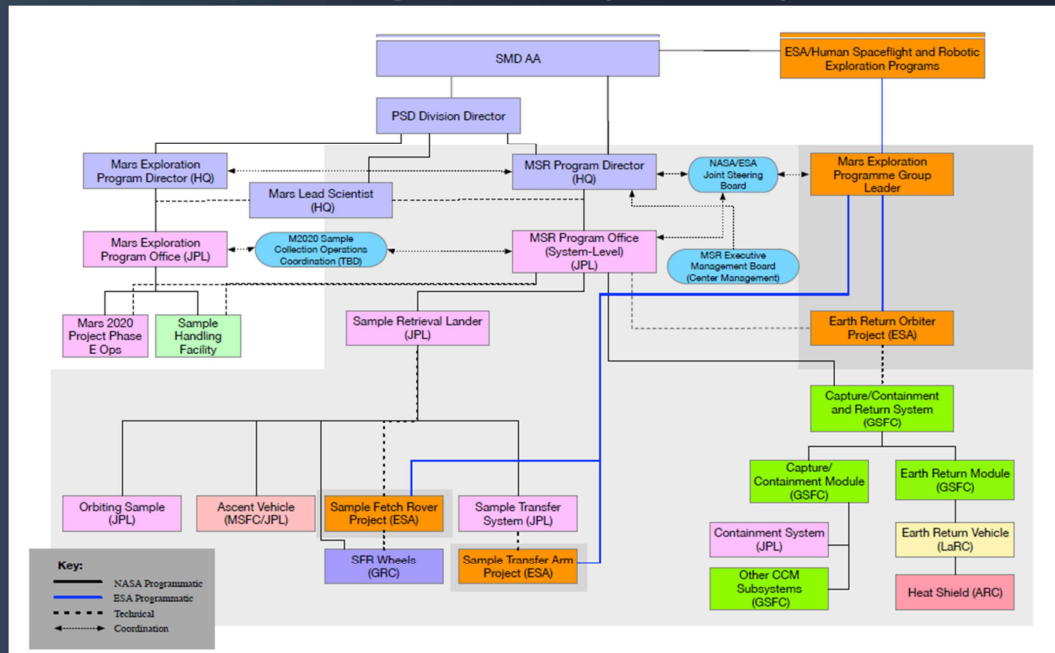 SMD AA
ESA/Human Spaceflight and Robotic
Exploration Programs
PSD Division Director
Mars Exploration
Program Director (HQ)
Mars Lead Scientist
(HQ)
MSR Program Director
(HQ)
NASA/ESA
Joint Steering
Board
Mars Exploration
Programme Group
Leader
Mars Exploration
Program Office (JPL)
M2020 Sample
Collection Operations
Coordination (TBD)
MSR Program Office
(System-Level)
(JPL)
MSR Executive
Management Board
(Center Management)
Mars 2020
Project Phase
E Ops
Sample
Handling
Facility
Sample Retrieval Lander
(JPL)
Earth Return Orbiter
Project (ESA)
Capture/Containment
and Return System
(GSFC)
Capture/
Containment Module
(GSFC)
Earth Return Module
(GSFC)
Orbiting Sample
(JPL)
Ascent Vehicle
(MSFC/JPL)
Sample Fetch Rover
Project (ESA)
Sample Transfer
System (JPL)
Containment System
(JPL)
Earth Return Vehicle
(LaRC)
SFR Wheels
(GRC)
Sample Transfer Arm
Project (ESA)
Other CCM
Subsystems
(GSFC)
Heat Shield (ARC)
Key:
NASA Programmatic
ESA Programmatic
Technical
Coordination